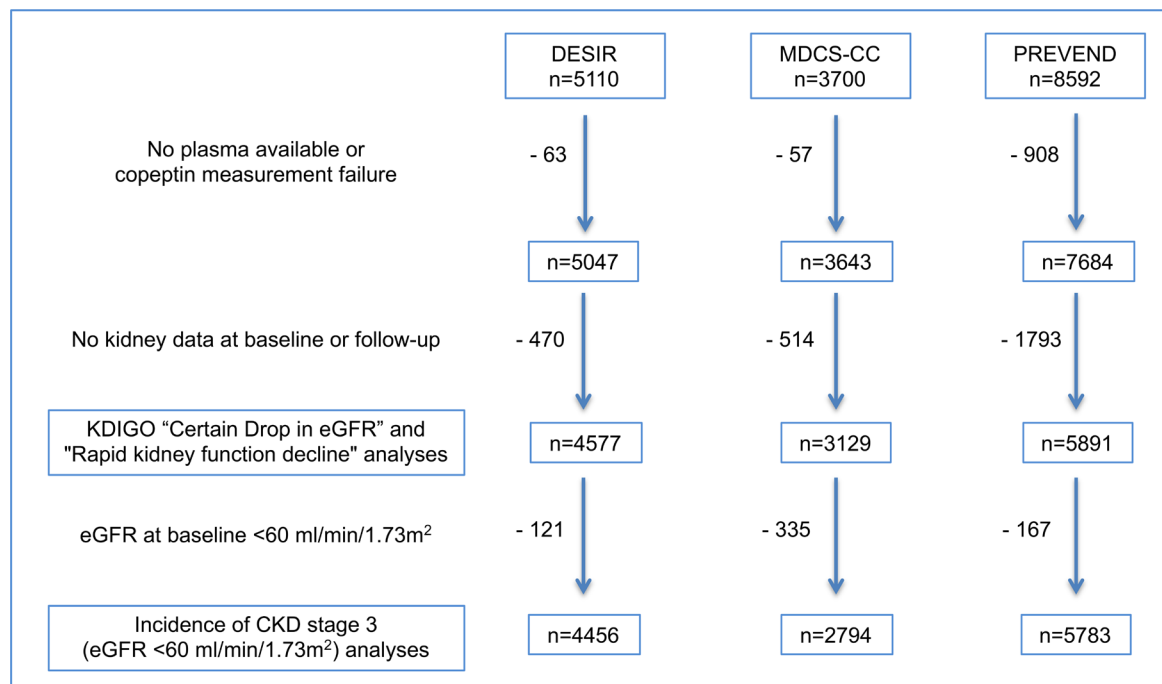 DESIR
n=5110
MDCS-CC
n=3700
PREVEND
n=8592
No plasma available or
copeptin measurement failure
- 63
- 57
- 908
n=5047
n=3643
n=7684
No kidney data at baseline or follow-up
- 470
- 514
- 1793
KDIGO “Certain Drop in eGFR” and
"Rapid kidney function decline" analyses
n=4577
n=3129
n=5891
eGFR at baseline <60 ml/min/1.73m²
- 121
- 335
- 167
Incidence of CKD stage 3
(eGFR <60 ml/min/1.73m²) analyses
n=4456
n=2794
n=5783